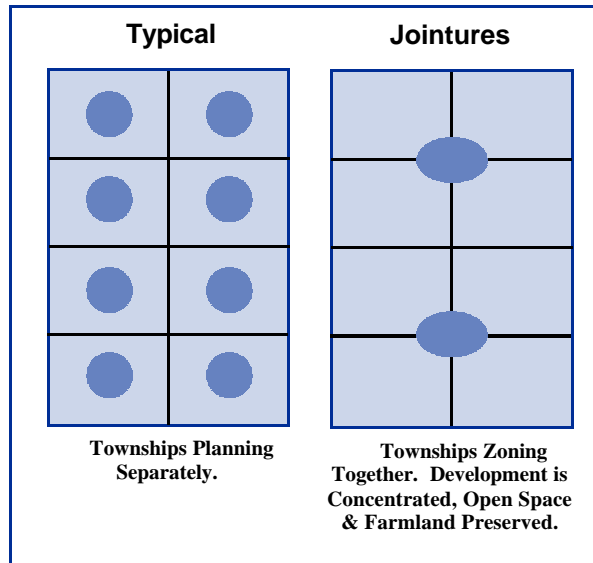 Typical
Townships Planning
Separately.
Jointures
Townships Zoning
Together. Development is
Concentrated, Open Space
& Farmland Preserved.